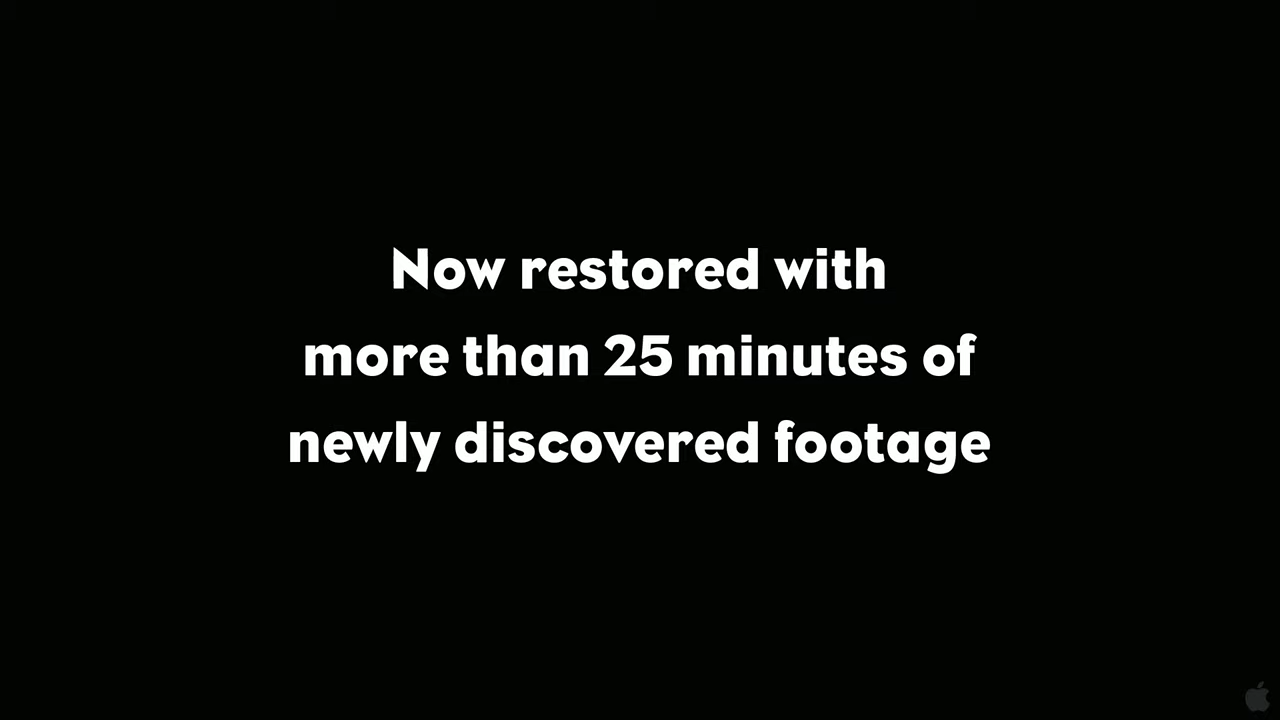 Now restored with
more than 25 minutes of
newly discovered footage